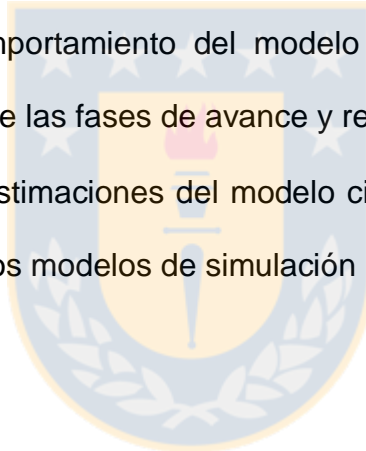 mportamiento del modelo
e las fases de avance y re
stimaciones del modelo ci
os modelos de simulación